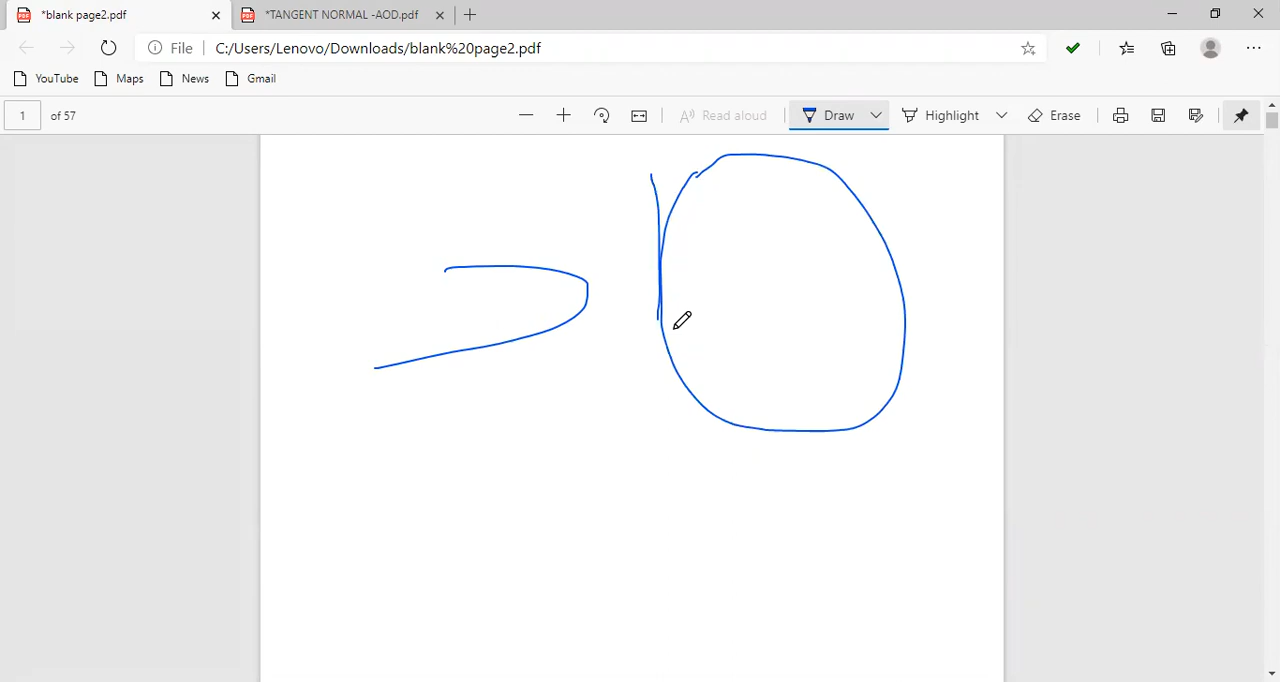 *blank page2.pdf
*TANGENT NORMAL -AOD.pdf
File
C:/Users/Lenovo/Downloads/blank%20page2.pdf
YouTube Maps News Gmail
1 of 57
A Read aloud Draw Highlight Erase